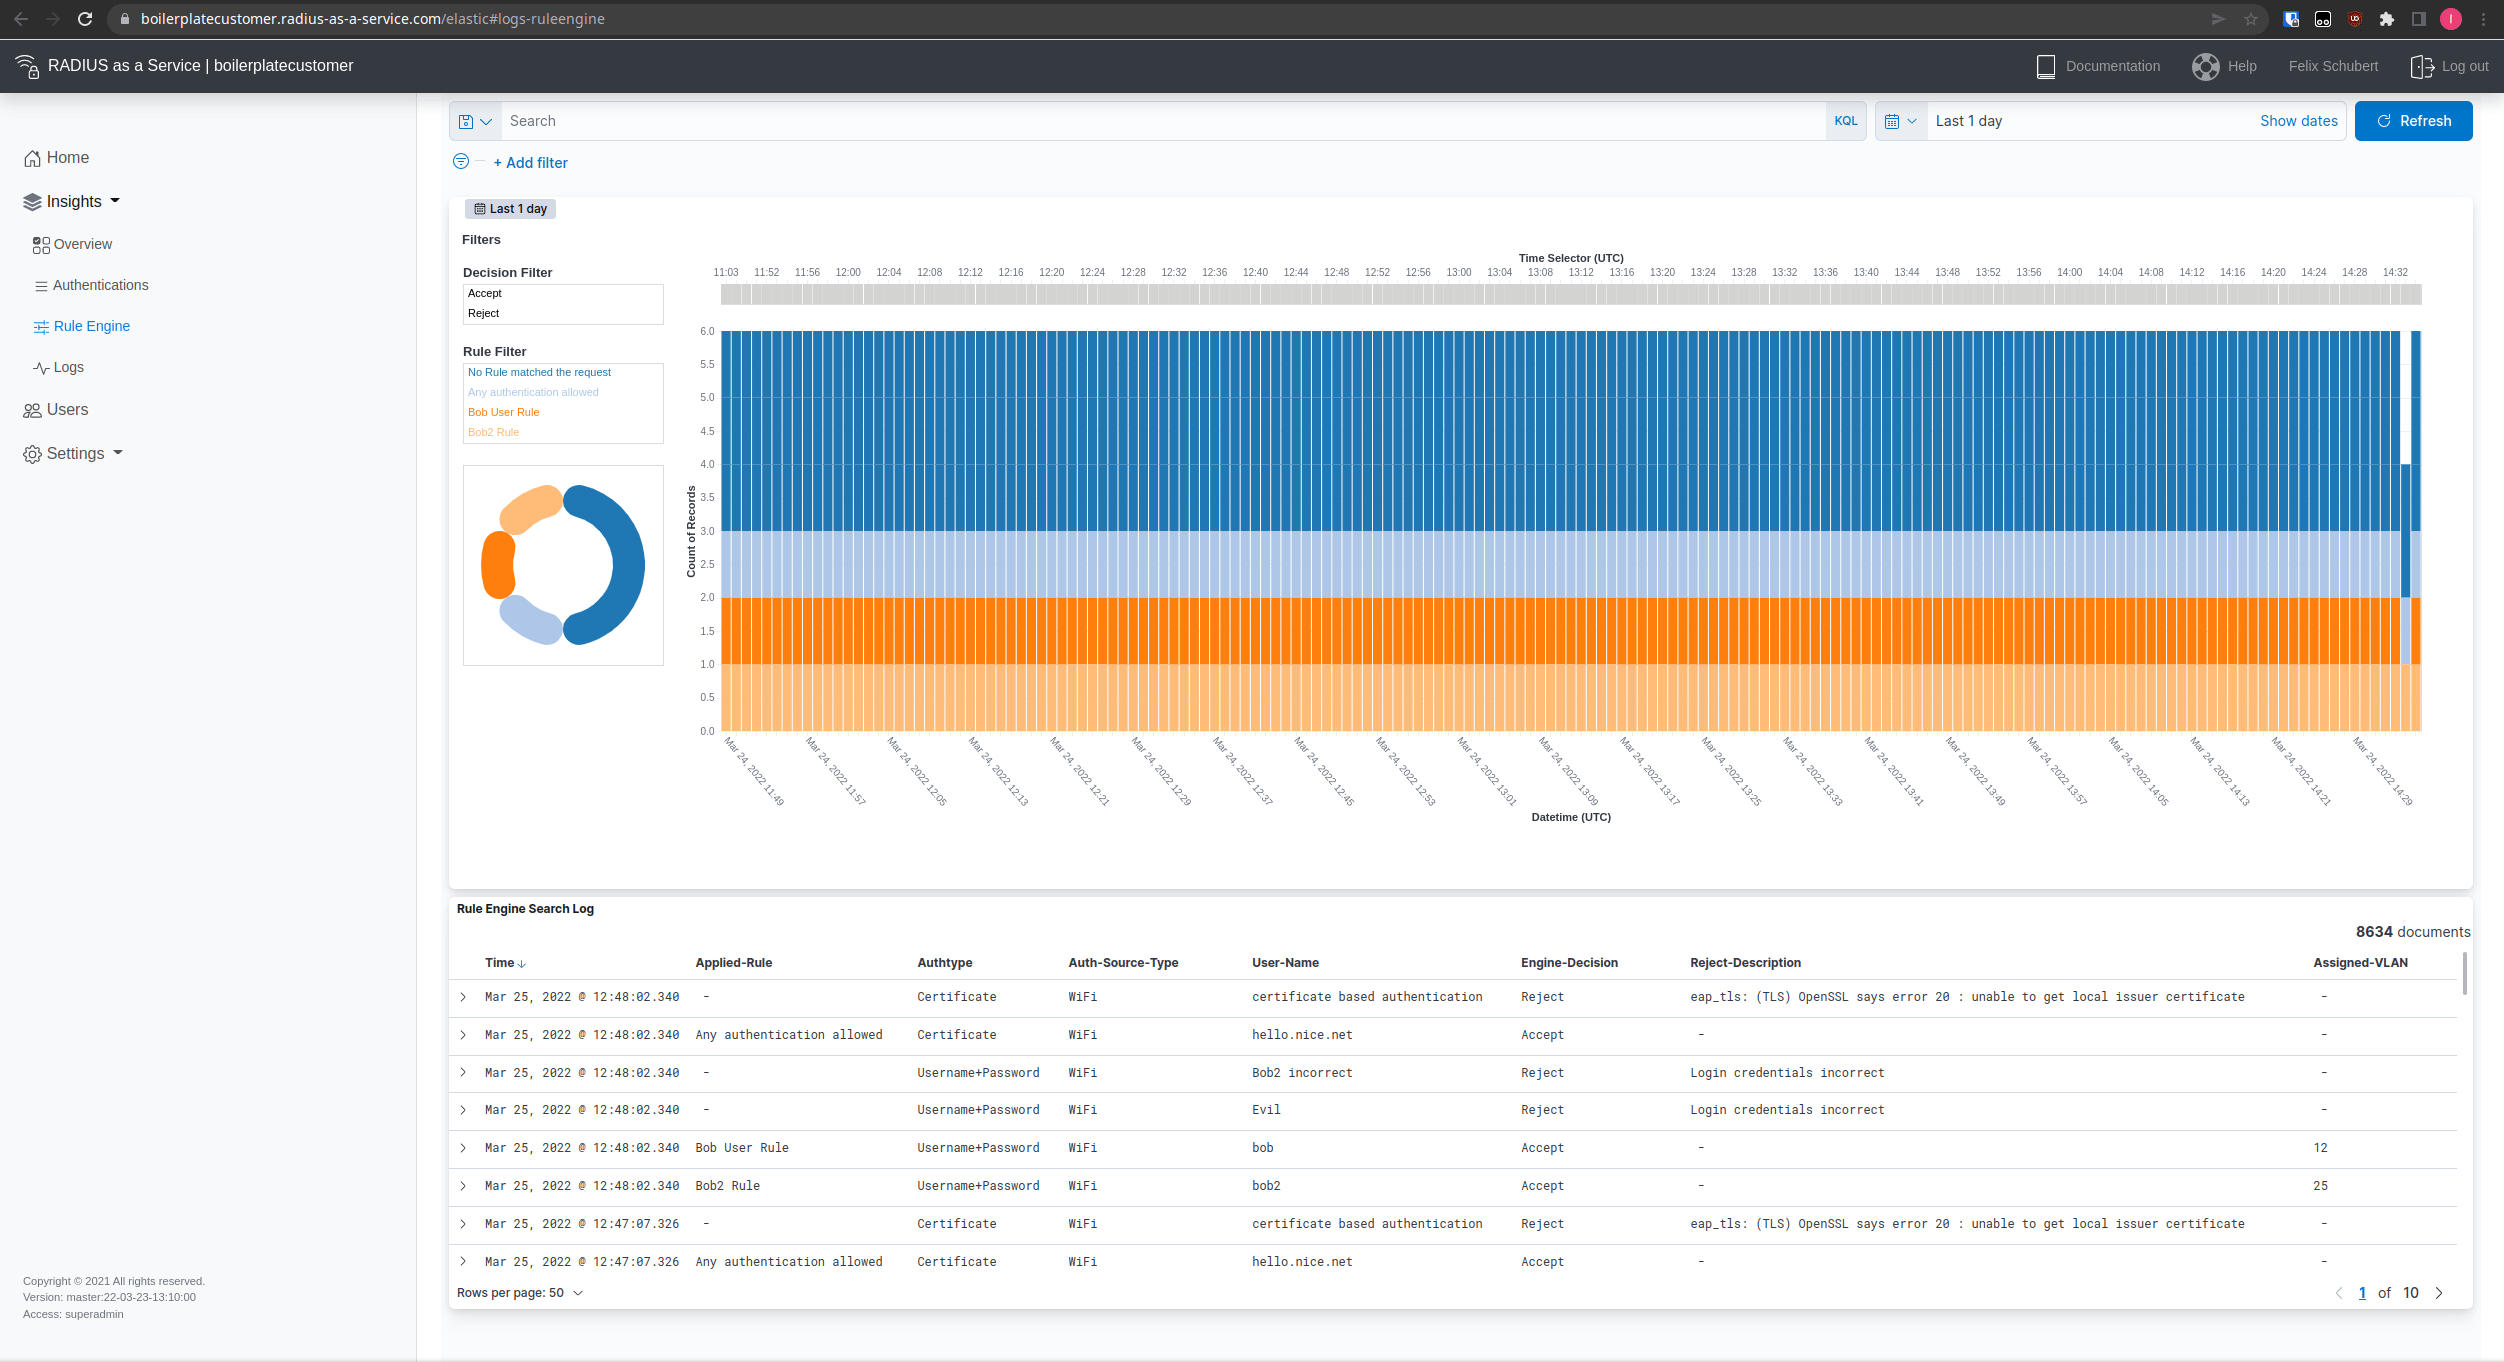 boilerplatecustomer.radius-as-a-service.com/elastic#logs-ruleengine
RADIUS as a Service | boilerplatecustomer
Documentation
Help
Felix Schubert
Log out
Home
Insights
Overview
Authentications
Rule Engine
Logs
Users
Settings
Search
KQL
Last 1 day
Show dates
Refresh
+ Add filter
Last 1 day
Filters
Decision Filter
Accept
Reject
Rule Filter
No Rule matched the request
Any authentication allowed
Bob User Rule
Bob2 Rule
Time Selector (UTC)
11:03 11:52 11:56 12:00 12:04 12:08 12:12 12:16 12:20 12:24 12:28 12:32 12:36 12:40 12:44 12:48 12:52 12:56 13:00 13:04 13:08 13:12 13:16 13:20 13:24 13:28 13:32 13:36 13:40 13:44 13:48 13:52 13:56 14:00 14:04 14:08 14:12 14:16 14:20 14:24 14:28 14:32
Count of Records
6.0
5.5
5.0
4.5
4.0
3.5
3.0
2.5
2.0
1.5
1.0
0.5
0.0
Mar 24, 2022 11:49
Mar 24, 2022 11:57
Mar 24, 2022 12:05
Mar 24, 2022 12:13
Mar 24, 2022 12:21
Mar 24, 2022 12:29
Mar 24, 2022 12:37
Mar 24, 2022 12:45
Mar 24, 2022 12:53
Mar 24, 2022 13:01
Mar 24, 2022 13:09
Mar 24, 2022 13:17
Mar 24, 2022 13:25
Mar 24, 2022 13:33
Mar 24, 2022 13:41
Mar 24, 2022 13:49
Mar 24, 2022 13:57
Mar 24, 2022 14:05
Mar 24, 2022 14:13
Mar 24, 2022 14:21
Mar 24, 2022 14:29
Datetime (UTC)
Rule Engine Search Log
8634 documents
Time Applied-Rule Authtype Auth-Source-Type User-Name Engine-Decision Reject-Description Assigned-VLAN
Mar 25, 2022 @ 12:48:02.340 - Certificate WiFi certificate based authentication Reject eap_tls: (TLS) OpenSSL says error 20 : unable to get local issuer certificate -
Mar 25, 2022 @ 12:48:02.340 Any authentication allowed Certificate WiFi hello.nice.net Accept - -
Mar 25, 2022 @ 12:48:02.340 - Username+Password WiFi Bob2 incorrect Reject Login credentials incorrect -
Mar 25, 2022 @ 12:48:02.340 - Username+Password WiFi Evil Reject Login credentials incorrect -
Mar 25, 2022 @ 12:48:02.340 Bob User Rule Username+Password WiFi bob Accept - 12
Mar 25, 2022 @ 12:48:02.340 Bob2 Rule Username+Password WiFi bob2 Accept - 25
Mar 25, 2022 @ 12:47:07.326 - Certificate WiFi certificate based authentication Reject eap_tls: (TLS) OpenSSL says error 20 : unable to get local issuer certificate -
Mar 25, 2022 @ 12:47:07.326 Any authentication allowed Certificate WiFi hello.nice.net Accept - -
Rows per page: 50
1 of 10
Copyright © 2021 All rights reserved.
Version: master:22-03-23-13:10:00
Access: superadmin